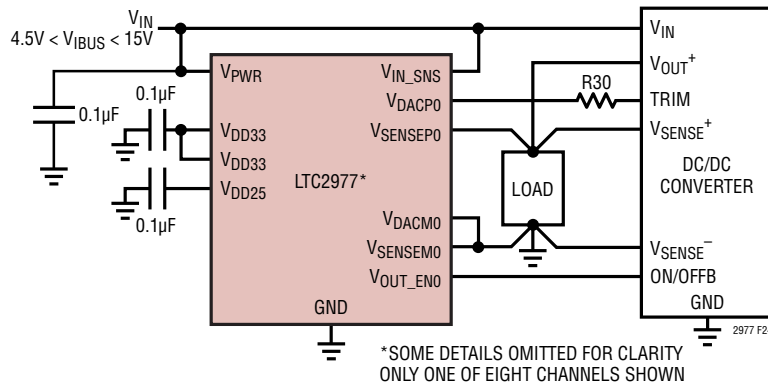 V_IN
4.5V < V_IBUS < 15V
0.1µF
0.1µF
0.1µF
V_PWR
V_DD33
V_DD33
V_DD25
LTC2977*
V_IN_SNS
V_DACP0
V_SENSEP0
V_DACM0
V_SENSEM0
V_OUT_EN0
GND
R30
LOAD
V_IN
V_OUT+
TRIM
V_SENSE+
DC/DC
CONVERTER
V_SENSE–
ON/OFFB
GND
*SOME DETAILS OMITTED FOR CLARITY
ONLY ONE OF EIGHT CHANNELS SHOWN